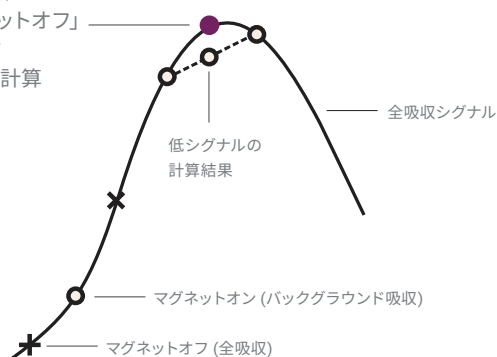 ットオフ」
計算
全吸収シグナル
低シグナルの
計算結果
マグネットオン (バックグラウンド吸収)
マグネットオフ (全吸収)